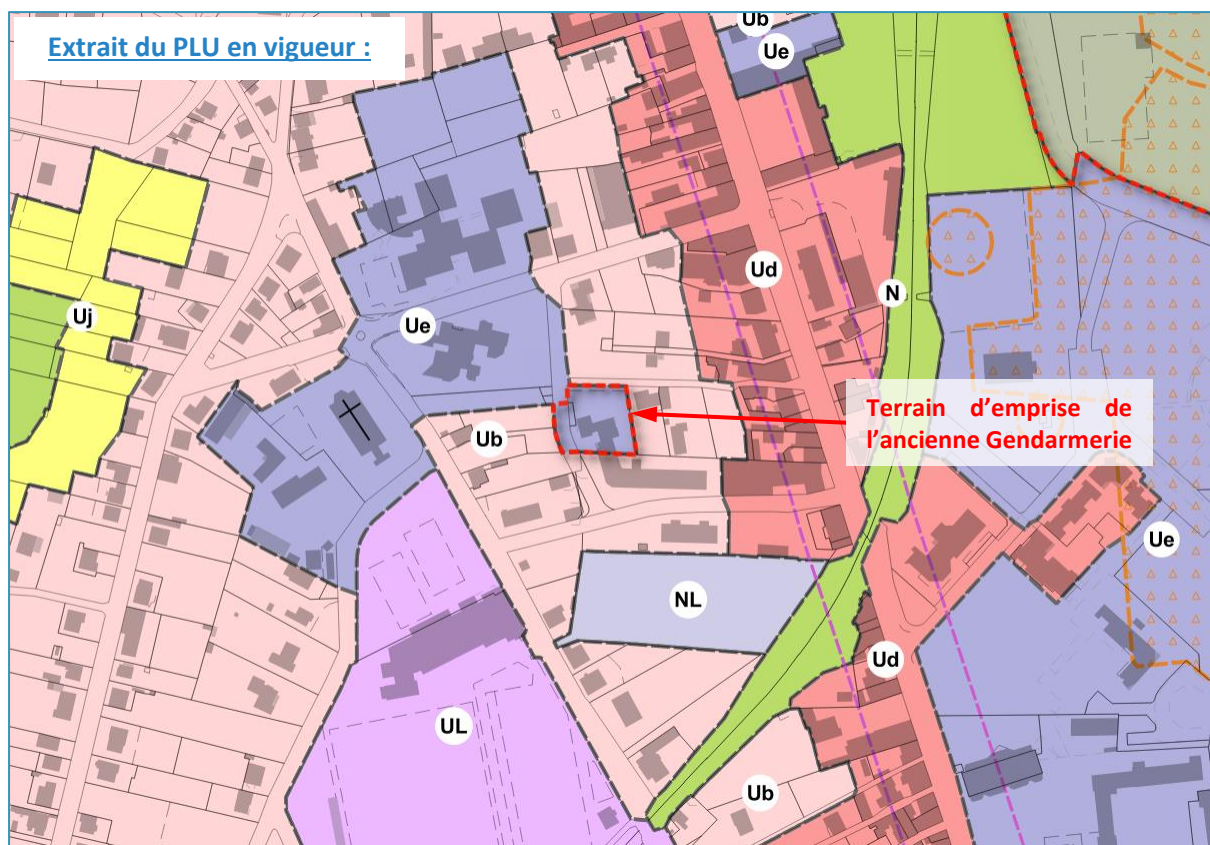 Extrait du PLU en vigueur :
Ub
Ue
Ud
N
Uj
Ue
Terrain d’emprise de
l’ancienne Gendarmerie
Ub
Ue
NL
Ud
UL
Ub